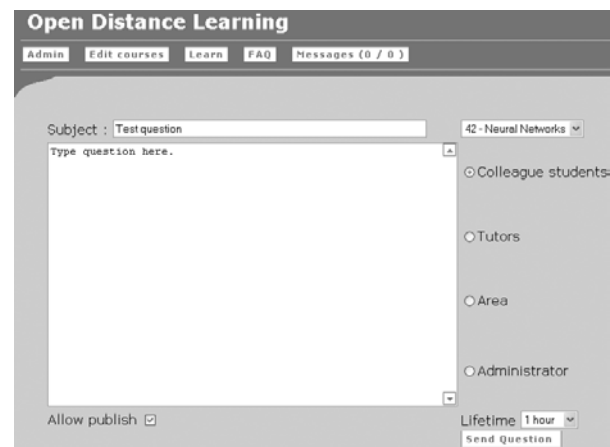 Open Distance Learning
Admin Edit courses Learn FAQ Messages (0 / 0)
Subject : Test question 42 - Neural Networks
Type question here.
Colleague students
Tutors
Area
Administrator
Allow publish Lifetime 1 hour
Send Question